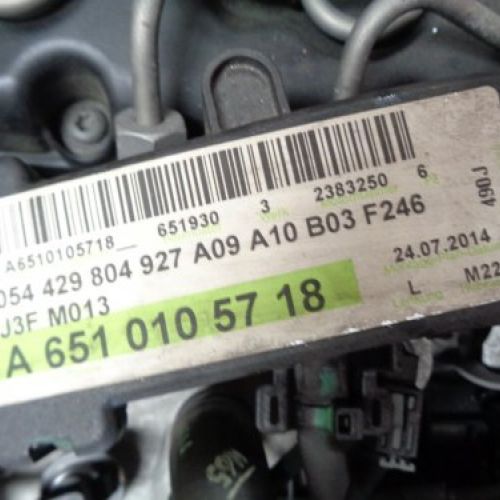 A6510105718 651930 3 2383250 6
490J
054 429 804 927 A09 A10 B03 F246
J3F M013
24.07.2014
L M22
A 651 010 57 18